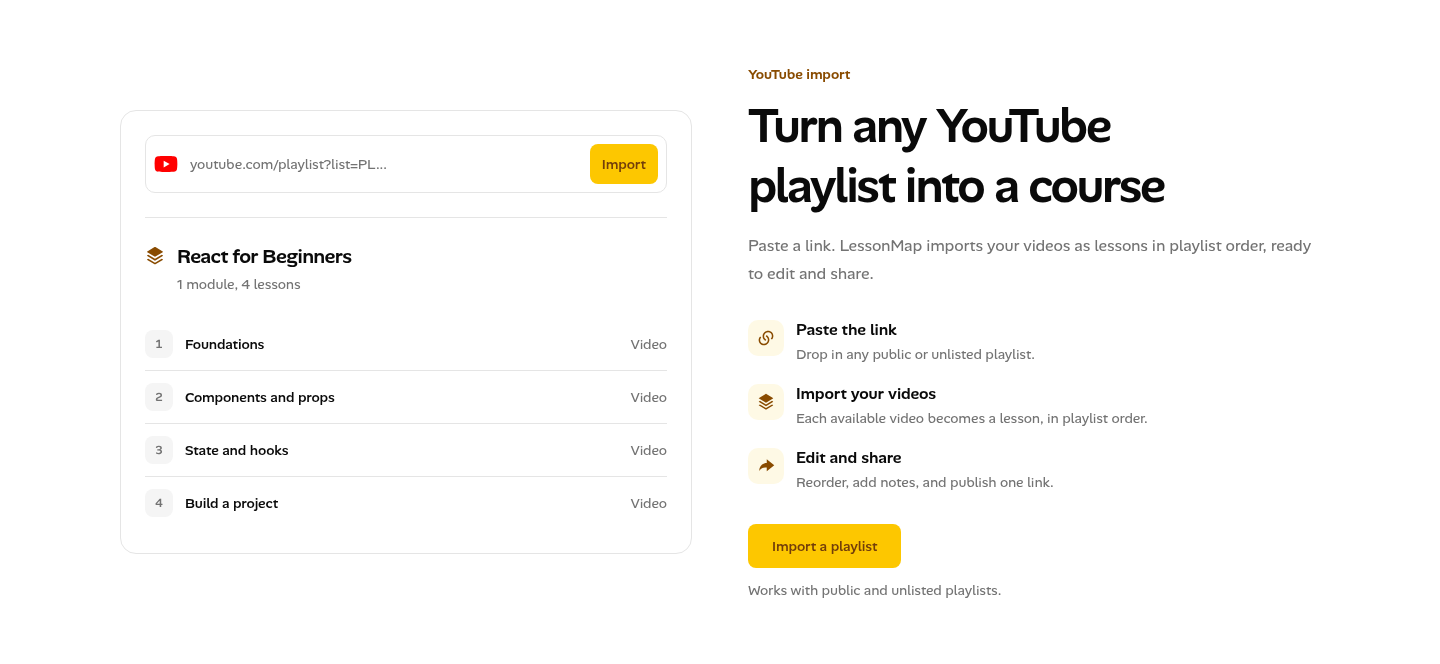 youtube.com/playlist?list=PL...
Import
React for Beginners
1 module, 4 lessons
1 Foundations Video
2 Components and props Video
3 State and hooks Video
4 Build a project Video
YouTube import
Turn any YouTube
playlist into a course
Paste a link. LessonMap imports your videos as lessons in playlist order, ready
to edit and share.
Paste the link
Drop in any public or unlisted playlist.
Import your videos
Each available video becomes a lesson, in playlist order.
Edit and share
Reorder, add notes, and publish one link.
Import a playlist
Works with public and unlisted playlists.